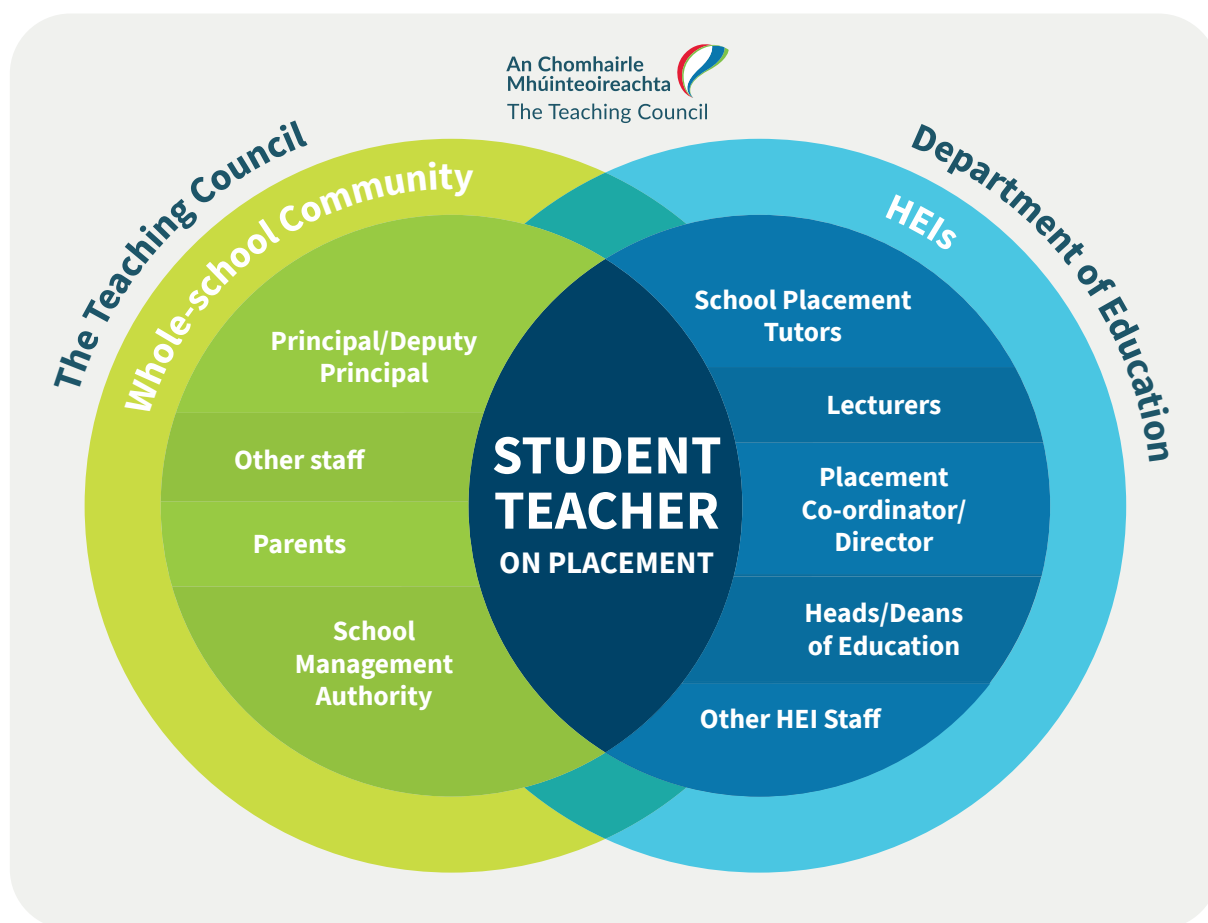 An Chomhairle
Mhúinteoireachta
The Teaching Council
The Teaching Council
Whole-school Community
Department of Education
HEIs
Principal/Deputy
Principal
Other staff
Parents
School
Management
Authority
STUDENT
TEACHER
ON PLACEMENT
School Placement
Tutors
Lecturers
Placement
Co-ordinator/
Director
Heads/Deans
of Education
Other HEI Staff